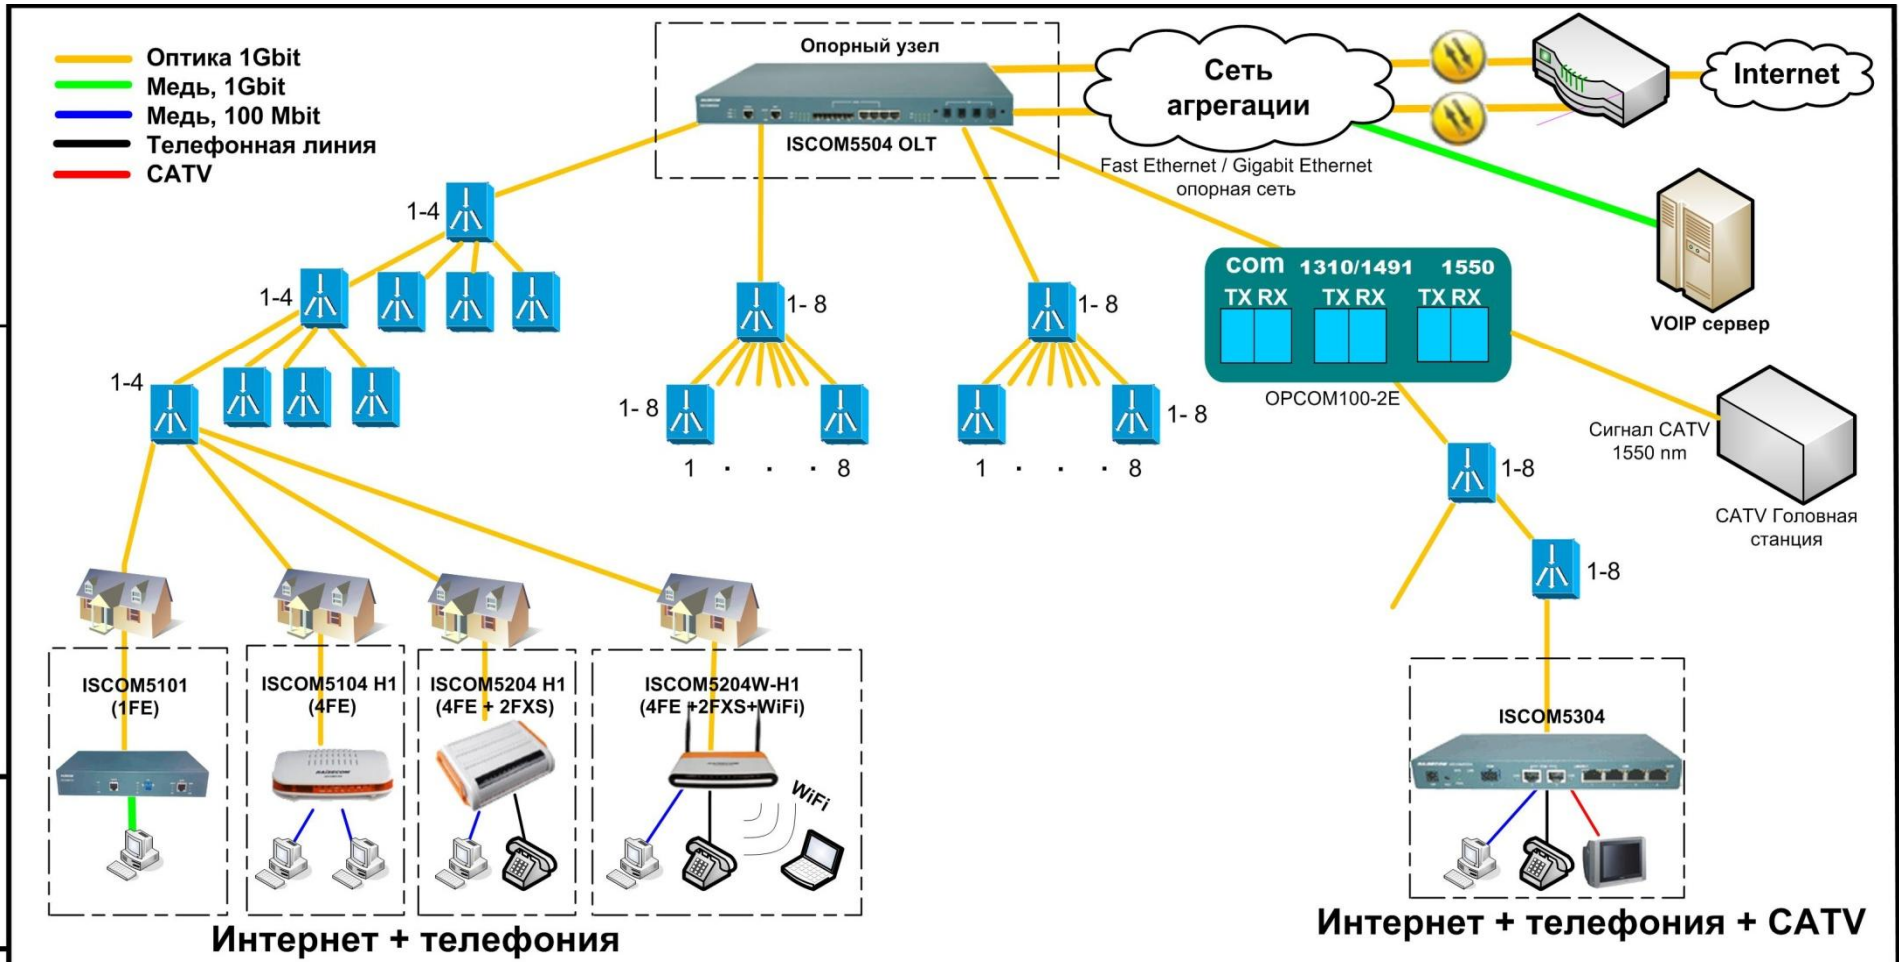 Оптика 1Gbit
Медь, 1Gbit
Медь, 100 Mbit
Телефонная линия
CATV
Опорный узел
ISCOM5504 OLT
Сеть
агрегации
Fast Ethernet / Gigabit Ethernet
опорная сеть
Internet
VOIP сервер
1-4
1-4
1-4
1- 8
1- 8
1 . . . 8
1- 8
1- 8
1 . . . 8
com 1310/1491 1550
TX RX TX RX TX RX
OPCOM100-2E
Сигнал CATV
1550 nm
CATV Головная
станция
1-8
1-8
ISCOM5101
(1FE)
ISCOM5104 H1
(4FE)
RAISECOM
ISCOM5204 H1
(4FE + 2FXS)
ISCOM5204W-H1
(4FE +2FXS+WiFi)
WiFi
ISCOM5304
Интернет + телефония
Интернет + телефония + CATV